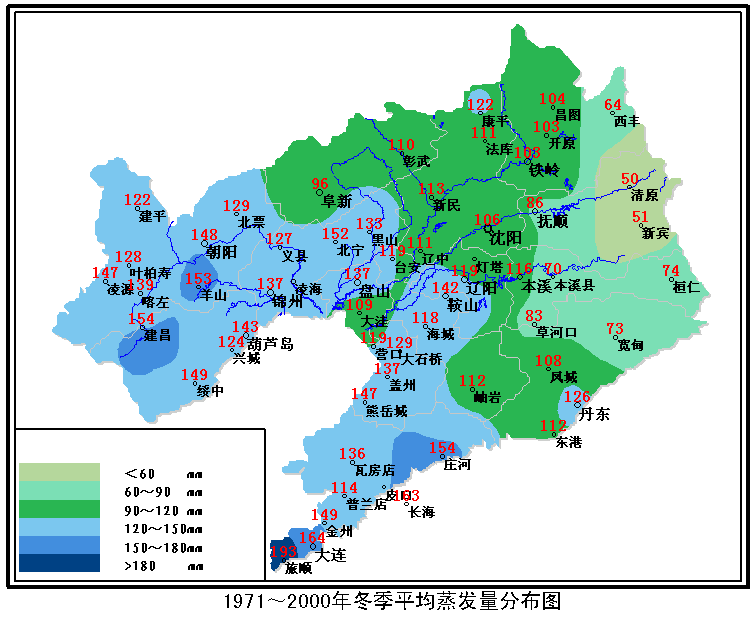 104
昌图
64
西丰
122
康平
103
开原
111
法库
110
彰武
103
铁岭
50
清原
96
阜新
113
新民
86
抚顺
122
建平
129
北票
51
新宾
133
黑山
106
沈阳
148
朝阳
127
义县
152
北宁
119
台安
111
辽中
128
叶柏寿
灯塔
147
凌源
139
喀左
153
羊山
137
锦州
凌海
137
盘山
119
辽阳
116
本溪
70
本溪县
74
桓仁
142
鞍山
109
大洼
154
建昌
143
葫芦岛
118
海城
83
草河口
73
宽甸
124
兴城
119
营口
129
大石桥
108
凤城
149
绥中
137
盖州
112
岫岩
147
熊岳城
126
丹东
112
东港
136
瓦房店
154
庄河
114
普兰店
皮口
163
长海
149
金州
164
大连
193
旅顺
<60 mm
60～90 mm
90～120 mm
120～150mm
150～180mm
>180 mm
1971～2000年冬季平均蒸发量分布图